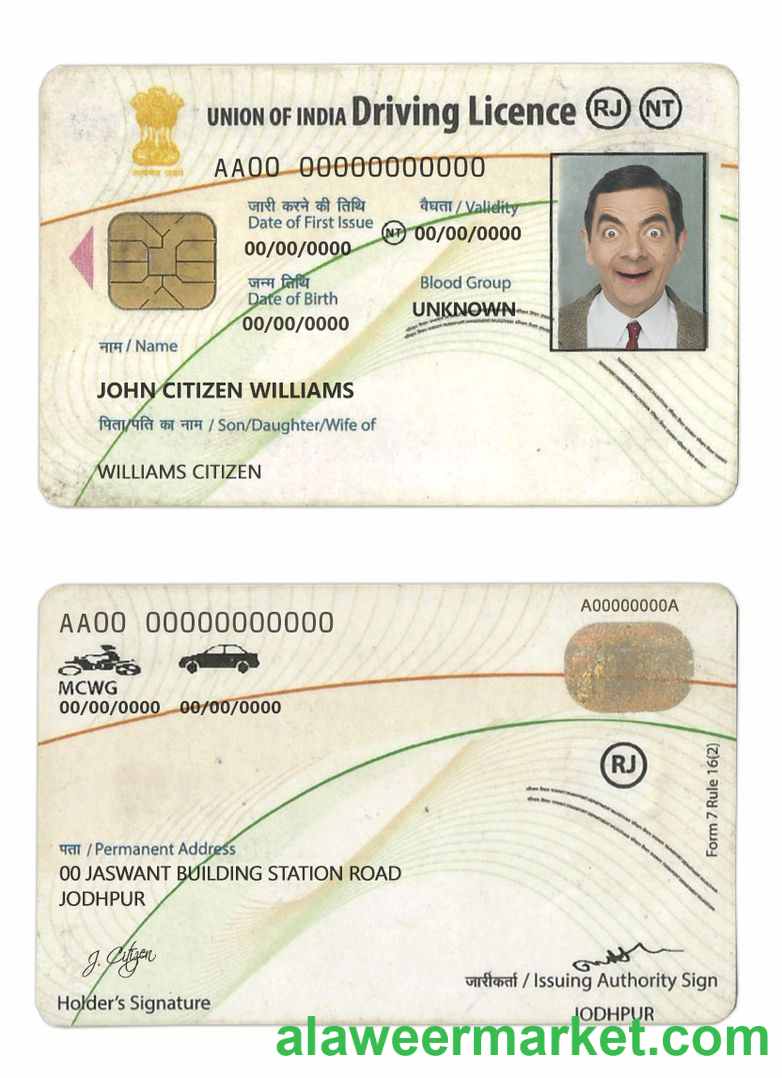 UNION OF INDIA Driving Licence RJ NT
AA00 00000000000
जारी करने की तिथि
Date of First Issue
वैधता / Validity
00/00/0000
NT 00/00/0000
जन्म तिथि
Date of Birth
Blood Group
00/00/0000
UNKNOWN
नाम / Name
JOHN CITIZEN WILLIAMS
पिता/पति का नाम / Son/Daughter/Wife of
WILLIAMS CITIZEN
A00000000A
AA00 00000000000
MCWG
00/00/0000 00/00/0000
RJ
Form 7 Rule 16(2)
पता / Permanent Address
00 JASWANT BUILDING STATION ROAD
JODHPUR
J. Citizen
Holder's Signature
जारीकर्ता / Issuing Authority Sign
JODHPUR
alaweermarket.com